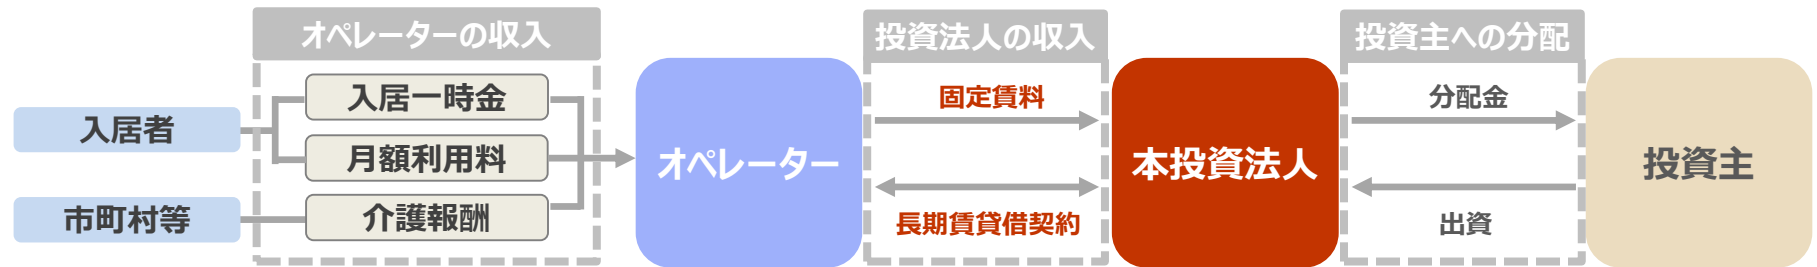 オペレーターの収入
入居者
市町村等
入居一時金
月額利用料
介護報酬
オペレーター
投資法人の収入
固定賃料
長期賃貸借契約
本投資法人
投資主への分配
分配金
出資
投資主